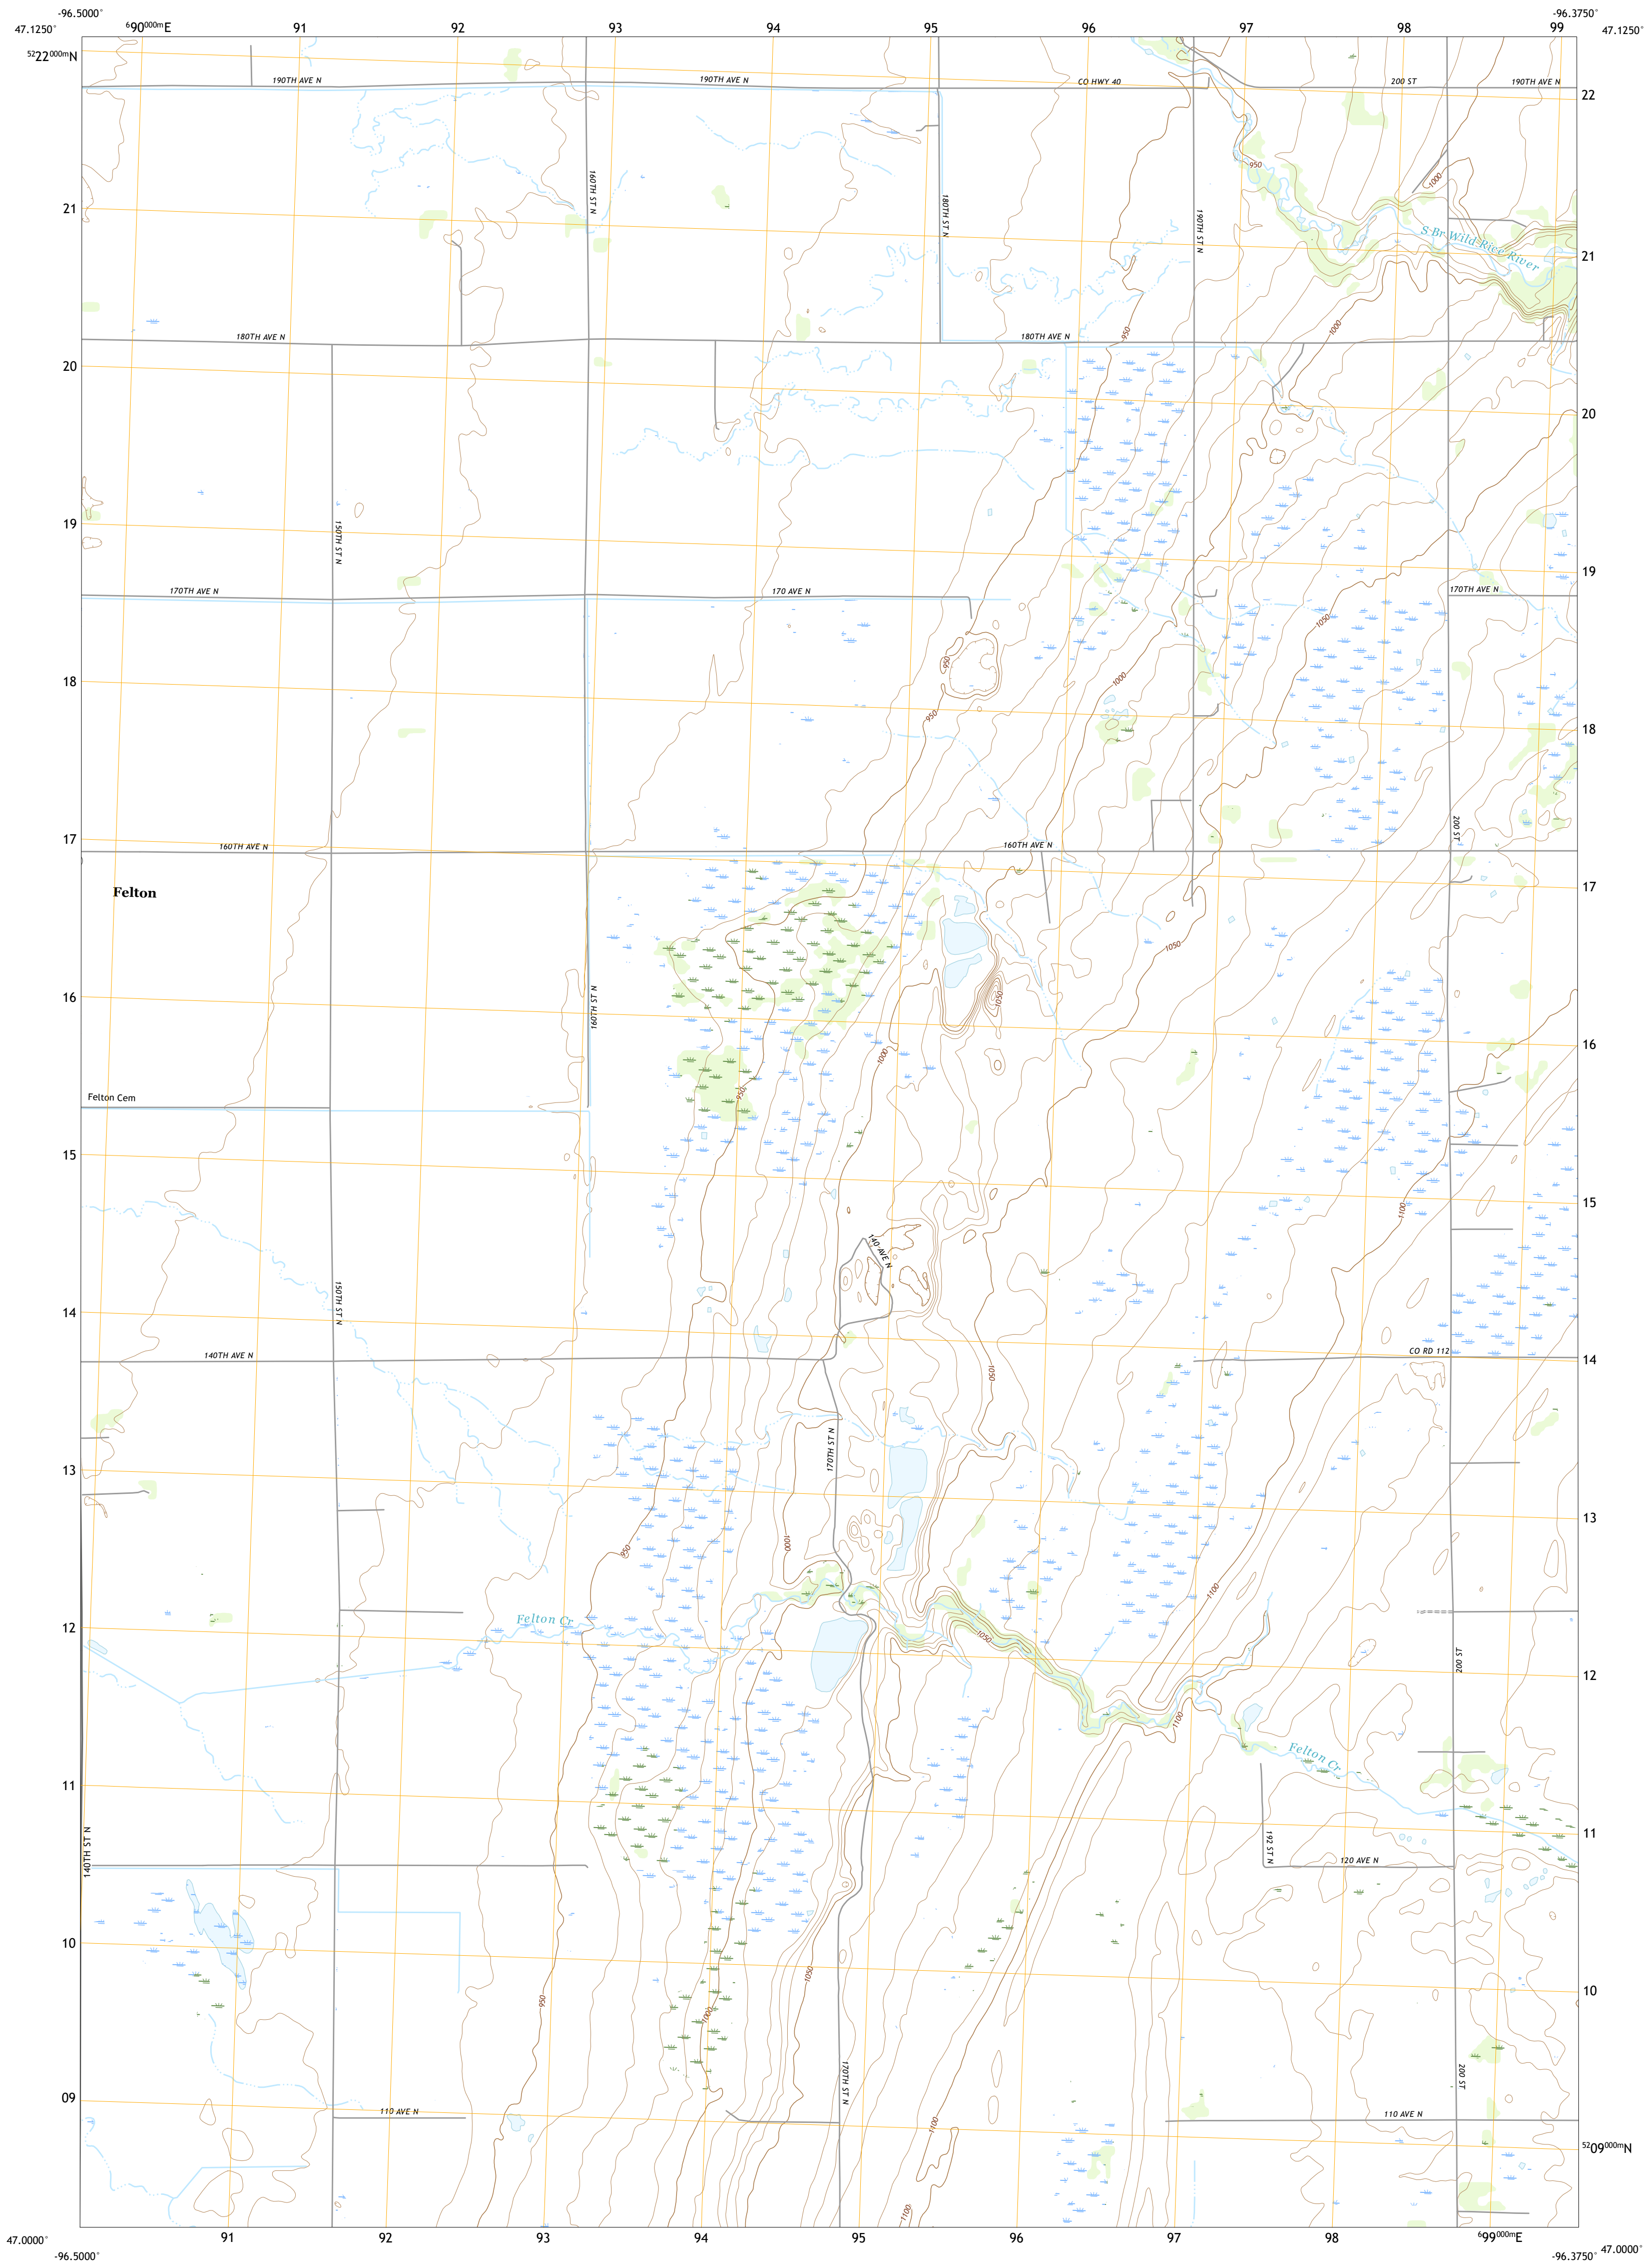 -96.5000°
-96.3750°
47.1250°
690000mE
91
92
93
94
95
96
97
98
99
47.1250°
5222000mN
190TH AVE N
190TH AVE N
CO HWY 40
200 ST
190TH AVE N
22
950
1000
160TH ST N
180TH ST N
190TH ST N
21
S Br Wild Rice River
21
180TH AVE N
180TH AVE N
950
1000
20
20
150TH ST N
19
19
170TH AVE N
170 AVE N
170TH AVE N
1050
950
1000
18
950
18
200 ST
17
160TH AVE N
160TH AVE N
Felton
17
1050
16
160TH ST N
1050
16
1000
950
Felton Cem
15
15
1100
140 AVE N
150TH ST N
14
140TH AVE N
CO RD 112
14
1050
170TH ST N
13
13
1000
950
1100
Felton Cr
12
1050
200 ST
12
1100
Felton Cr
11
11
140TH ST N
192 ST N
120 AVE N
10
1050
950
1000
10
170TH ST N
200 ST
09
110 AVE N
1100
110 AVE N
5209000mN
1100
47.0000°
91
92
93
94
95
96
97
98
699000mE
47.0000°
-96.5000°
-96.3750°